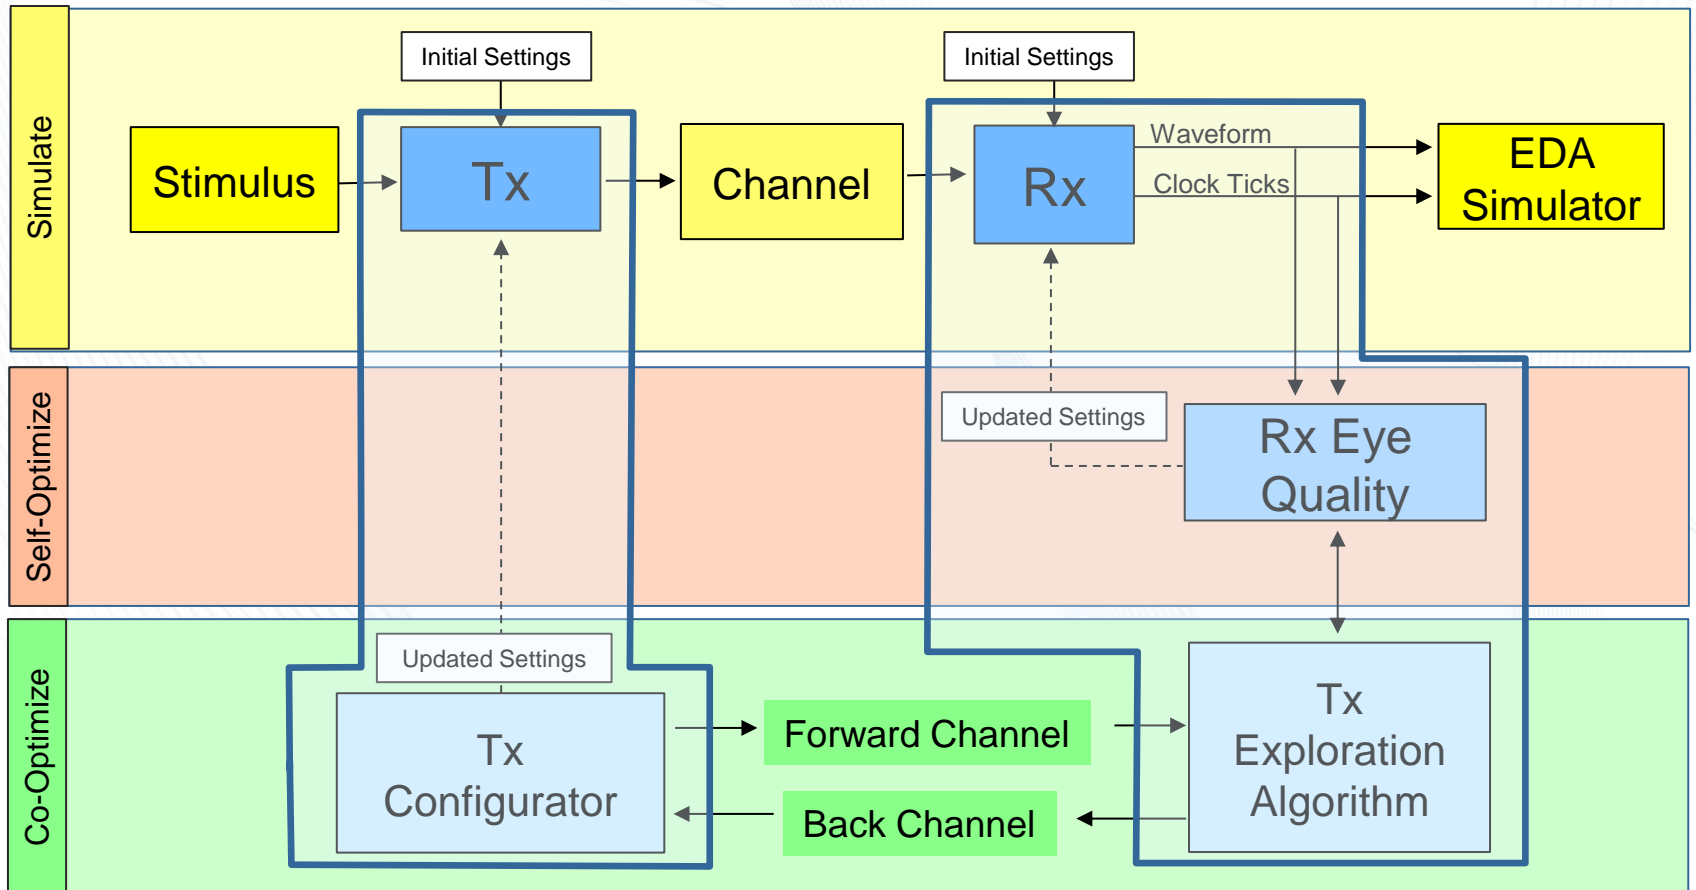 Simulate
Initial Settings
Initial Settings
Stimulus
Tx
Channel
Rx
Waveform
Clock Ticks
EDA
Simulator
Self-Optimize
Updated Settings
Rx Eye
Quality
Co-Optimize
Updated Settings
Tx
Configurator
Forward Channel
Back Channel
Tx
Exploration
Algorithm